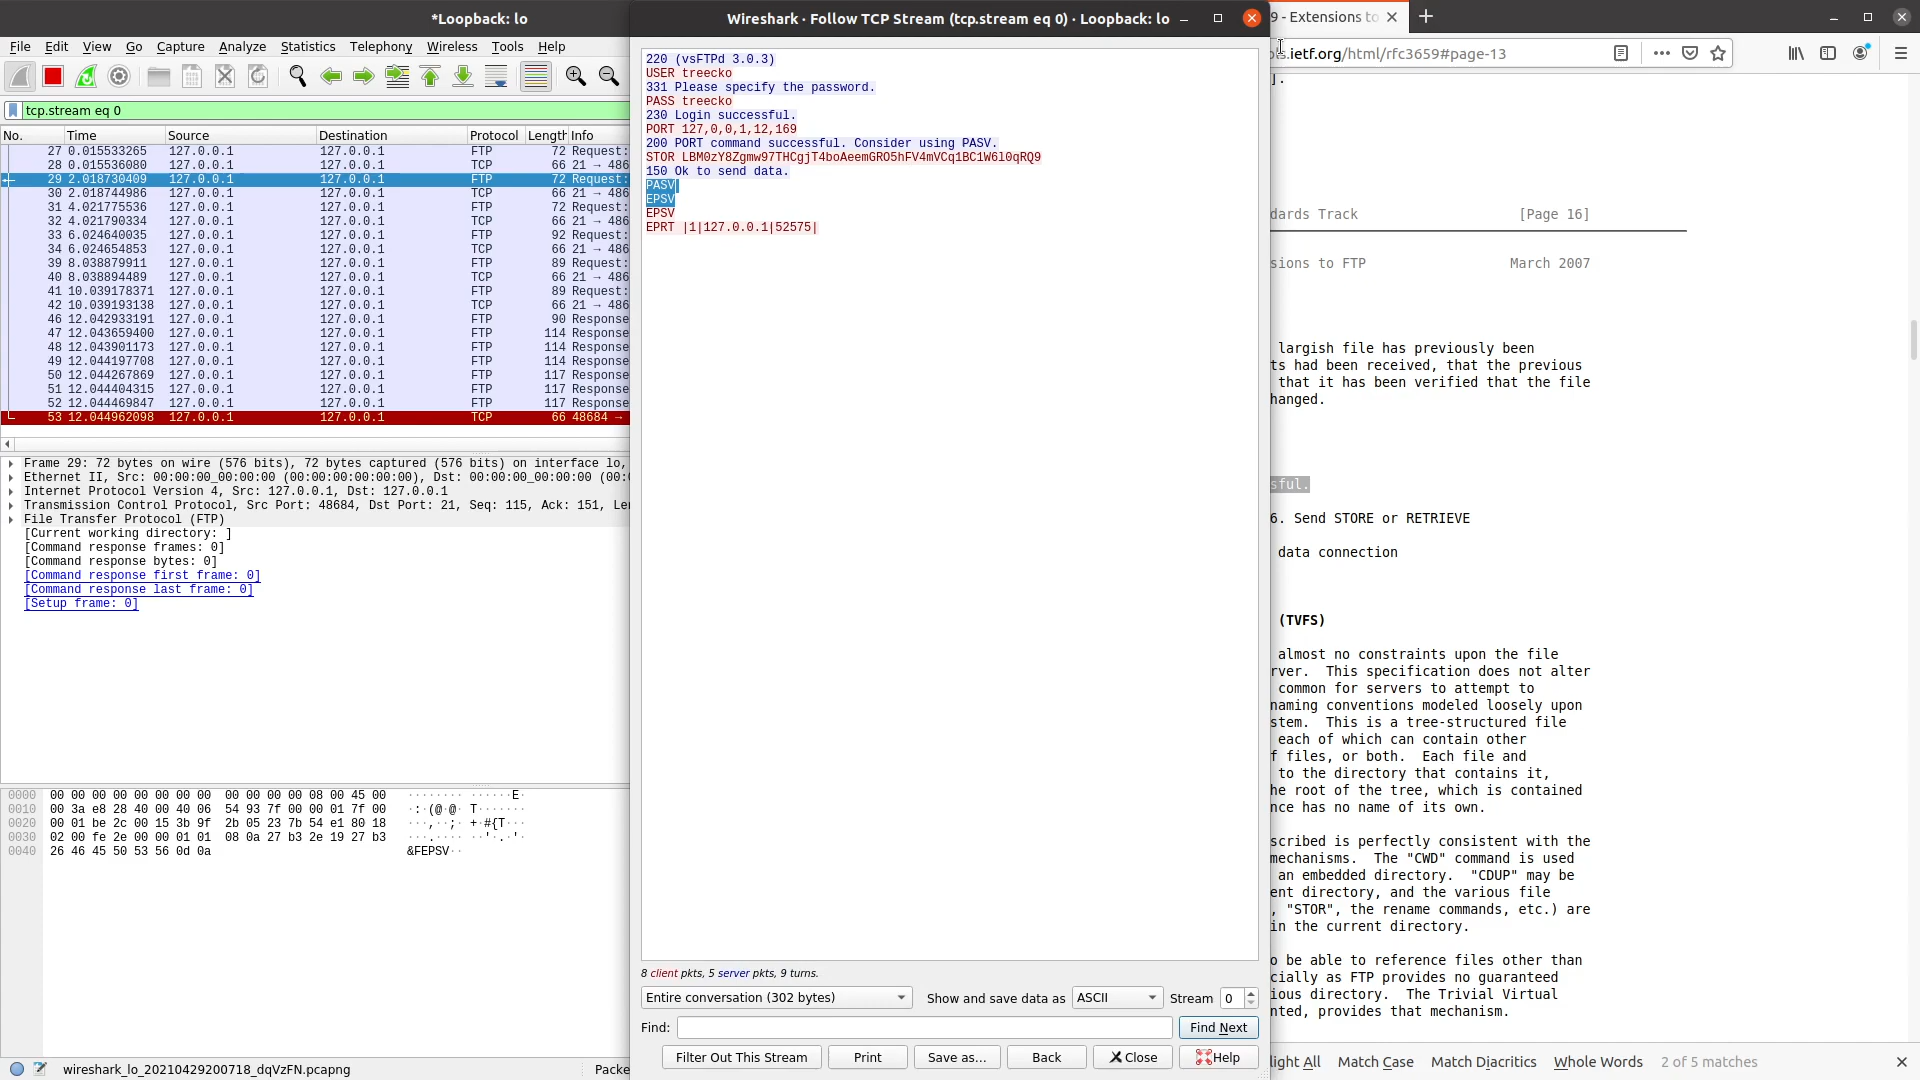 *Loopback: lo
File Edit View Go Capture Analyze Statistics Telephony Wireless Tools Help
tcp.stream eq 0
No. Time Source Destination Protocol Length Info
27 0.015533265 127.0.0.1 127.0.0.1 FTP 72 Request:
28 0.015536080 127.0.0.1 127.0.0.1 TCP 66 21 → 486
29 2.018730409 127.0.0.1 127.0.0.1 FTP 72 Request:
30 2.018744986 127.0.0.1 127.0.0.1 TCP 66 21 → 486
31 4.021775536 127.0.0.1 127.0.0.1 FTP 72 Request:
32 4.021790334 127.0.0.1 127.0.0.1 TCP 66 21 → 486
33 6.024640035 127.0.0.1 127.0.0.1 FTP 92 Request:
34 6.024654853 127.0.0.1 127.0.0.1 TCP 66 21 → 486
39 8.038879911 127.0.0.1 127.0.0.1 FTP 89 Request:
40 8.038894489 127.0.0.1 127.0.0.1 TCP 66 21 → 486
41 10.039178371 127.0.0.1 127.0.0.1 FTP 89 Request:
42 10.039193138 127.0.0.1 127.0.0.1 TCP 66 21 → 486
46 12.042933191 127.0.0.1 127.0.0.1 FTP 90 Response
47 12.043659400 127.0.0.1 127.0.0.1 FTP 114 Response
48 12.043901173 127.0.0.1 127.0.0.1 FTP 114 Response
49 12.044197708 127.0.0.1 127.0.0.1 FTP 114 Response
50 12.044267869 127.0.0.1 127.0.0.1 FTP 117 Response
51 12.044404315 127.0.0.1 127.0.0.1 FTP 117 Response
52 12.044469847 127.0.0.1 127.0.0.1 FTP 117 Response
53 12.044962098 127.0.0.1 127.0.0.1 TCP 66 48684 →
Frame 29: 72 bytes on wire (576 bits), 72 bytes captured (576 bits) on interface lo,
Ethernet II, Src: 00:00:00_00:00:00 (00:00:00:00:00:00), Dst: 00:00:00_00:00:00 (00:0
Internet Protocol Version 4, Src: 127.0.0.1, Dst: 127.0.0.1
Transmission Control Protocol, Src Port: 48684, Dst Port: 21, Seq: 115, Ack: 151, Le
File Transfer Protocol (FTP)
[Current working directory: ]
[Command response frames: 0]
[Command response bytes: 0]
[Command response first frame: 0]
[Command response last frame: 0]
[Setup frame: 0]
0000 00 00 00 00 00 00 00 00 00 00 00 00 08 00 45 00 ········ ······E·
0010 00 3a e8 28 40 00 40 06 54 93 7f 00 00 01 7f 00 ·:·(@·@· T·······
0020 00 01 be 2c 00 15 3b 9f 2b 05 23 7b 54 e1 80 18 ···,··;· +·#{T···
0030 02 00 fe 2e 00 00 01 01 08 0a 27 b3 2e 19 27 b3 ···.···· ··'·.·'·
0040 26 46 45 50 53 56 0d 0a &FEPSV··
wireshark_lo_20210429200718_dqVzFN.pcapng Packe
Wireshark · Follow TCP Stream (tcp.stream eq 0) · Loopback: lo
220 (vsFTPd 3.0.3)
USER treecko
331 Please specify the password.
PASS treecko
230 Login successful.
PORT 127,0,0,1,12,169
200 PORT command successful. Consider using PASV.
STOR LBM0zY8Zgmw97THCgjT4boAeemGRO5hFV4mVCq1BC1W6l0qRQ9
150 Ok to send data.
PASV
EPSV
EPSV
EPRT |1|127.0.0.1|52575|
8 client pkts, 5 server pkts, 9 turns.
Entire conversation (302 bytes) Show and save data as ASCII Stream 0
Find: Find Next
Filter Out This Stream Print Save as... Back Close Help
9 - Extensions to
.ietf.org/html/rfc3659#page-13
].
dards Track [Page 16]
sions to FTP March 2007
largish file has previously been
ts had been received, that the previous
that it has been verified that the file
hanged.
sful.
6. Send STORE or RETRIEVE
data connection
(TVFS)
almost no constraints upon the file
rver. This specification does not alter
common for servers to attempt to
naming conventions modeled loosely upon
stem. This is a tree-structured file
each of which can contain other
f files, or both. Each file and
to the directory that contains it,
he root of the tree, which is contained
nce has no name of its own.
scribed is perfectly consistent with the
mechanisms. The "CWD" command is used
an embedded directory. "CDUP" may be
ent directory, and the various file
, "STOR", the rename commands, etc.) are
in the current directory.
o be able to reference files other than
cially as FTP provides no guaranteed
ious directory. The Trivial Virtual
nted, provides that mechanism.
light All Match Case Match Diacritics Whole Words 2 of 5 matches